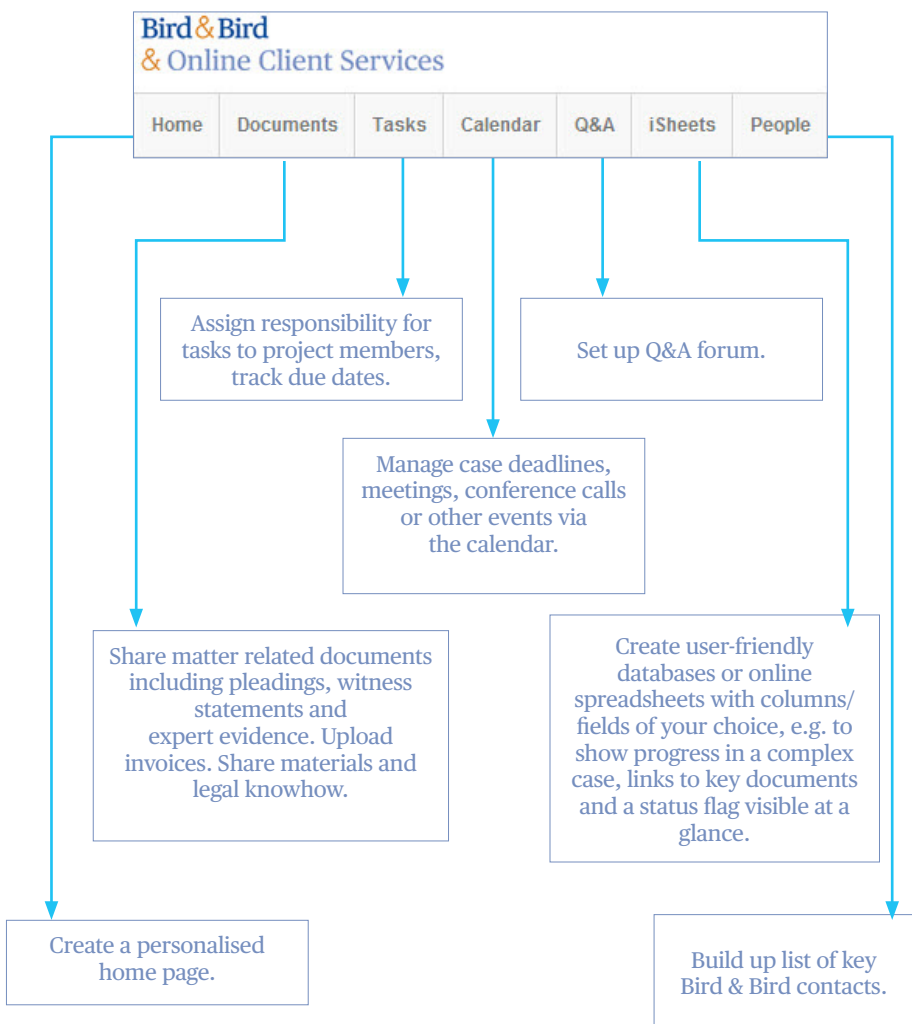 Bird & Bird
& Online Client Services
Home Documents Tasks Calendar Q&A iSheets People
Assign responsibility for
tasks to project members,
track due dates.
Set up Q&A forum.
Manage case deadlines,
meetings, conference calls
or other events via
the calendar.
Share matter related documents
including pleadings, witness
statements and
expert evidence. Upload
invoices. Share materials and
legal knowhow.
Create user-friendly
databases or online
spreadsheets with columns/
fields of your choice, e.g. to
show progress in a complex
case, links to key documents
and a status flag visible at a
glance.
Create a personalised
home page.
Build up list of key
Bird & Bird contacts.